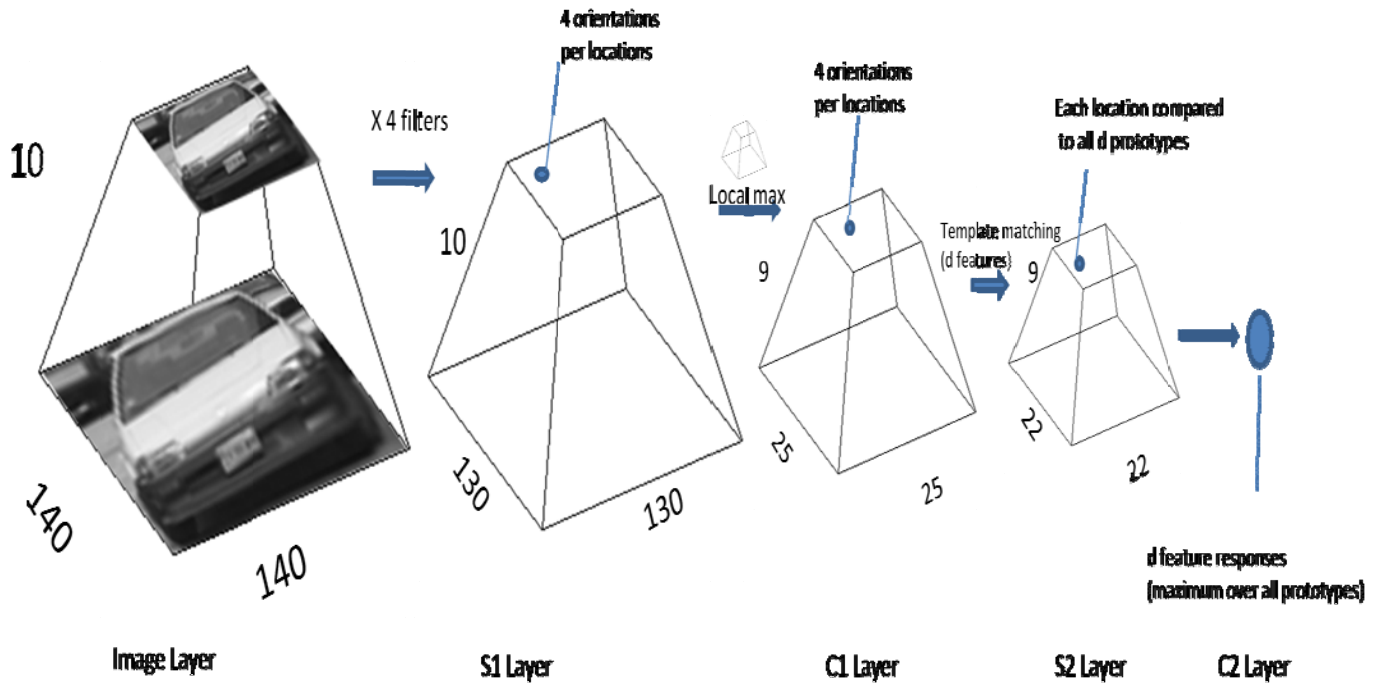 4 orientations
per locations
4 orientations
per locations
Each location compared
to all d prototypes
10
X 4 filters
10
Local max
9
Template matching
(d features)
9
140
140
130
130
25
25
22
22
d feature responses
(maximum over all prototypes)
Image Layer
S1 Layer
C1 Layer
S2 Layer
C2 Layer